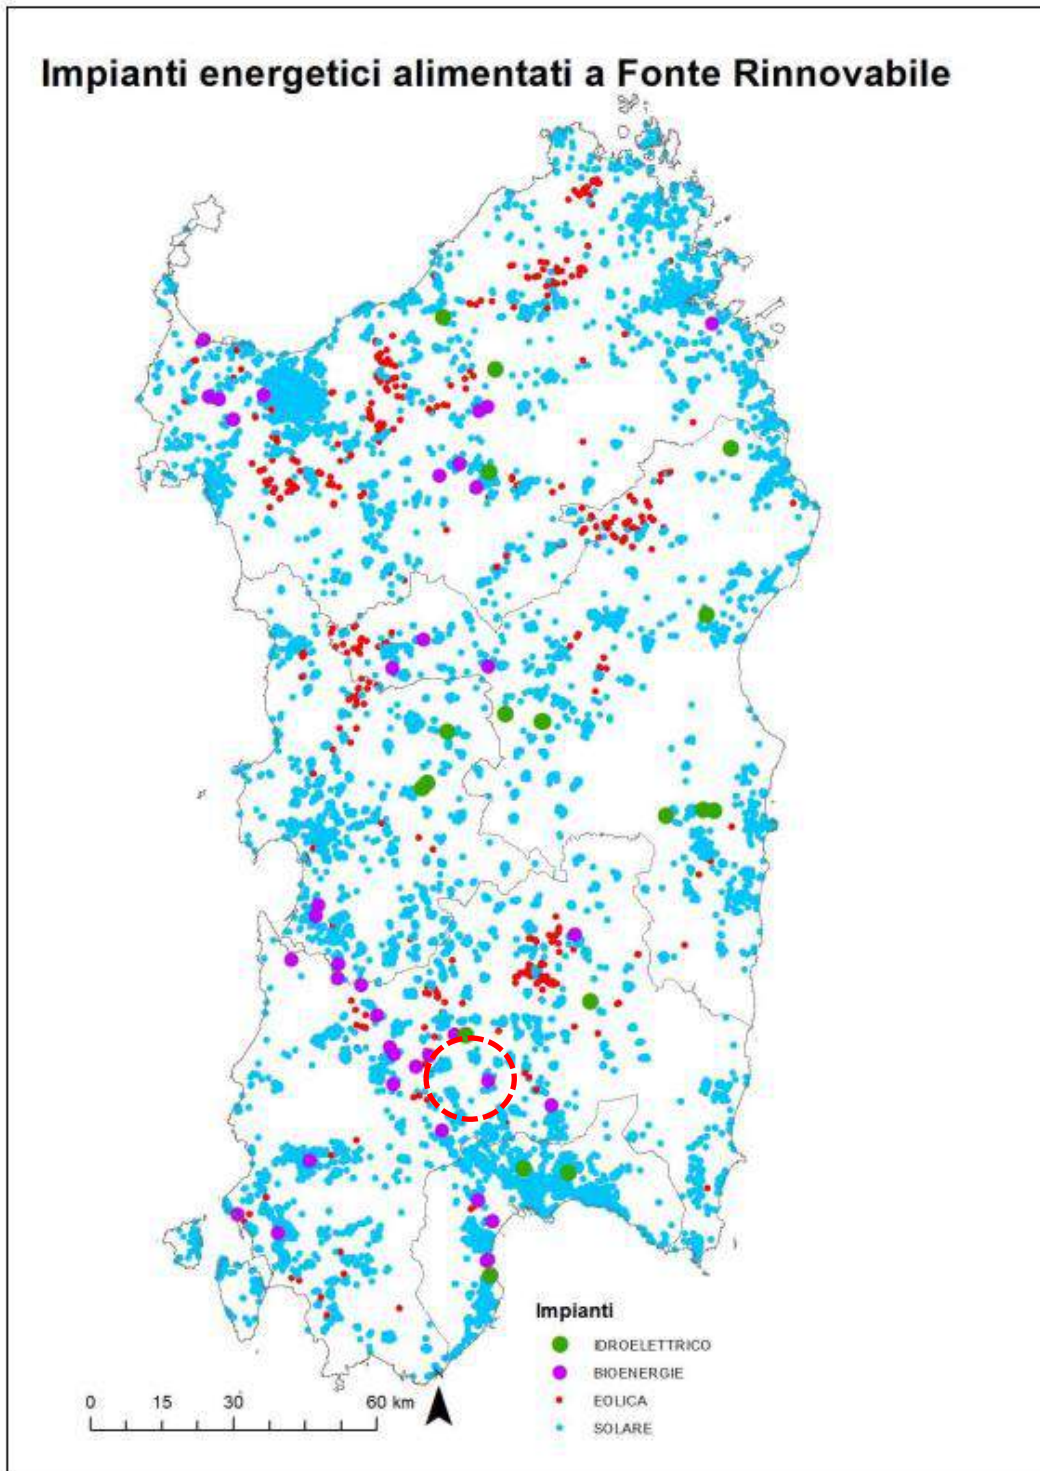 Impianti energetici alimentati a Fonte Rinnovabile
Impianti
IDROELETTRICO
BIOENERGIE
EOLICA
SOLARE
0 15 30 60 km